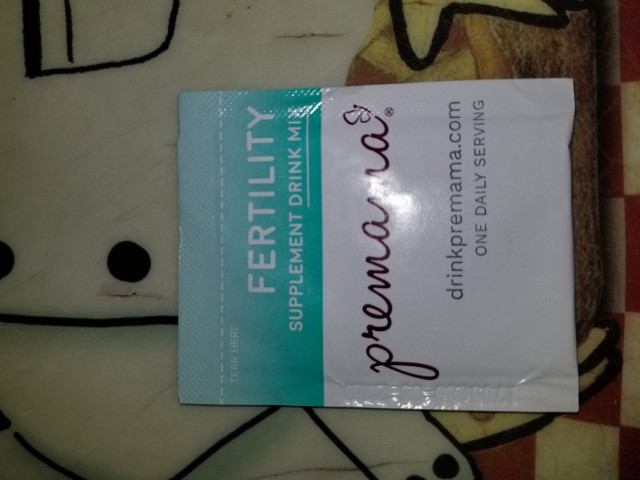 TEAR HERE
FERTILITY
SUPPLEMENT DRINK MIX
premama®
drinkpremama.com
ONE DAILY SERVING